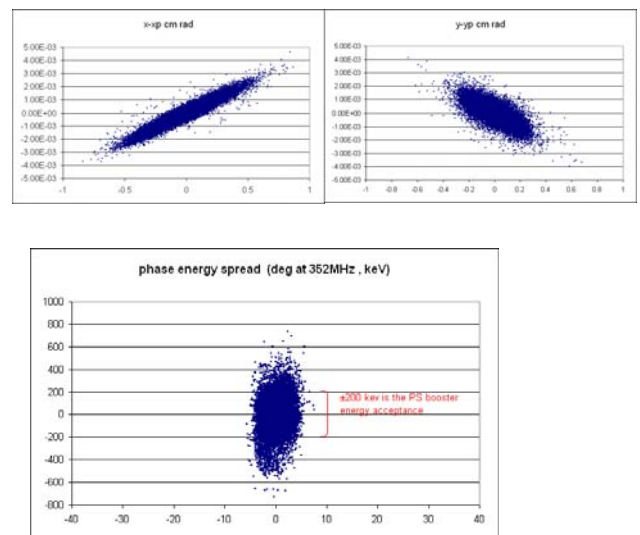 x-xp cm rad
5.00E-03
4.00E-03
3.00E-03
2.00E-03
1.00E-03
0.00E+00
-1.00E-03
-2.00E-03
-3.00E-03
-4.00E-03
-5.00E-03
-1 -0.5 0 0.5 1
y-yp cm rad
5.00E-03
4.00E-03
3.00E-03
2.00E-03
1.00E-03
0.00E+00
-1.00E-03
-2.00E-03
-3.00E-03
-4.00E-03
-5.00E-03
-1 -0.8 -0.6 -0.4 -0.2 0 0.2 0.4 0.6 0.8 1
phase energy spread (deg at 352MHz , keV)
1000
800
600
400
200
0
-200
-400
-600
-800
±200 kev is the PS booster
energy acceptance
-40 -30 -20 -10 0 10 20 30 40